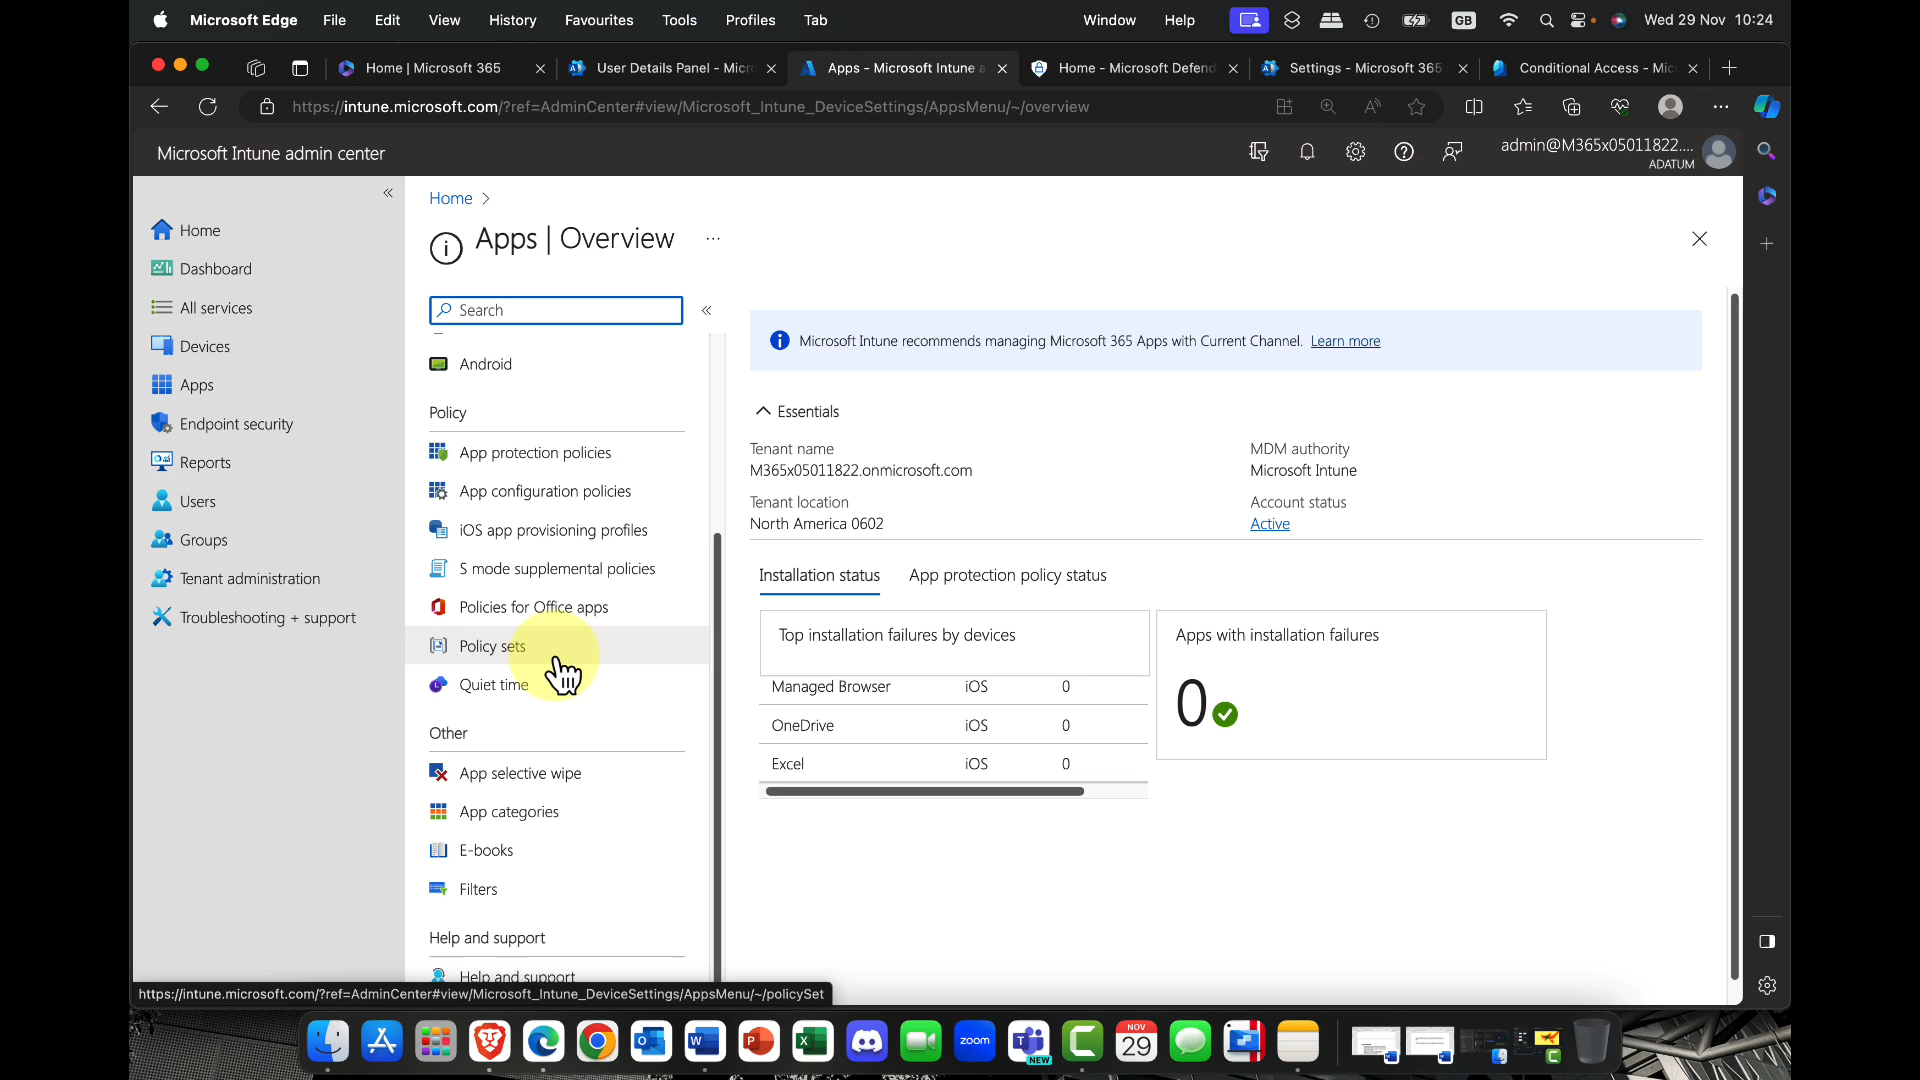 Microsoft Edge File Edit View History Favourites Tools Profiles Tab Window Help GB Wed 29 Nov 10:24
Home | Microsoft 365
User Details Panel - Micr
Apps - Microsoft Intune a
Home - Microsoft Defend
Settings - Microsoft 365
Conditional Access - Mic
https://intune.microsoft.com/?ref=AdminCenter#view/Microsoft_Intune_DeviceSettings/AppsMenu/~/overview
Microsoft Intune admin center
admin@M365x05011822....
ADATUM
Home
Dashboard
All services
Devices
Apps
Endpoint security
Reports
Users
Groups
Tenant administration
Troubleshooting + support
Home >
Apps | Overview ...
Search
Android
Policy
App protection policies
App configuration policies
iOS app provisioning profiles
S mode supplemental policies
Policies for Office apps
Policy sets
Quiet time
Other
App selective wipe
App categories
E-books
Filters
Help and support
Help and support
Microsoft Intune recommends managing Microsoft 365 Apps with Current Channel. Learn more
Essentials
Tenant name
M365x05011822.onmicrosoft.com
Tenant location
North America 0602
MDM authority
Microsoft Intune
Account status
Active
Installation status App protection policy status
Top installation failures by devices
Managed Browser iOS 0
OneDrive iOS 0
Excel iOS 0
Apps with installation failures
0
https://intune.microsoft.com/?ref=AdminCenter#view/Microsoft_Intune_DeviceSettings/AppsMenu/~/policySet
zoom
NEW
NOV
29